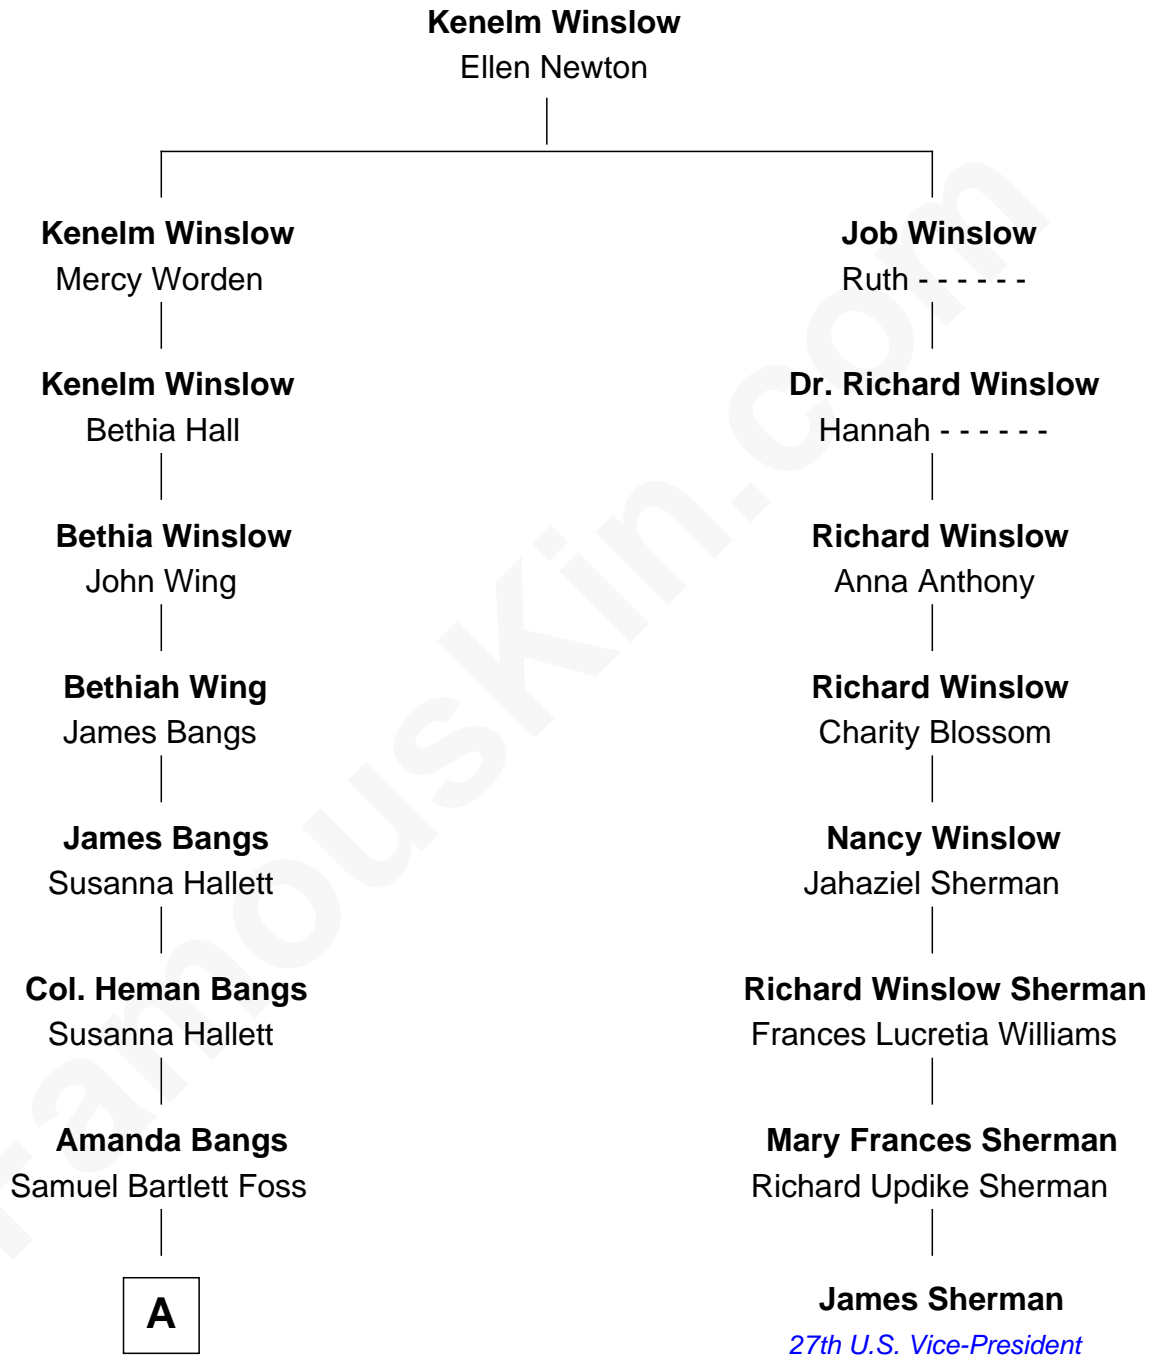 Kenelm Winslow
Ellen Newton
Kenelm Winslow
Mercy Worden
Job Winslow
Ruth - - - - - -
Kenelm Winslow
Bethia Hall
Dr. Richard Winslow
Hannah - - - - - -
Bethia Winslow
John Wing
Richard Winslow
Anna Anthony
Bethiah Wing
James Bangs
Richard Winslow
Charity Blossom
James Bangs
Susanna Hallett
Nancy Winslow
Jahaziel Sherman
Col. Heman Bangs
Susanna Hallett
Richard Winslow Sherman
Frances Lucretia Williams
Amanda Bangs
Samuel Bartlett Foss
Mary Frances Sherman
Richard Updike Sherman
A
James Sherman
27th U.S. Vice-President
FamousKin.com